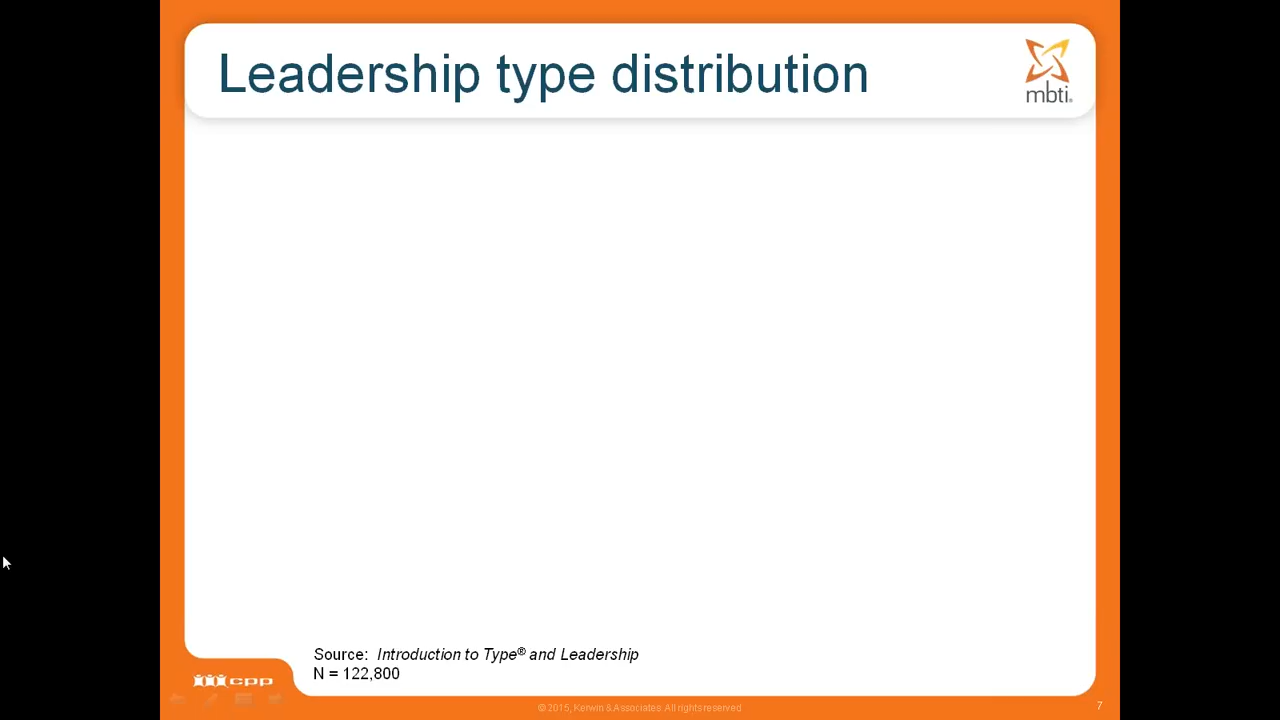 Leadership type distribution
mbti®
Source: Introduction to Type® and Leadership
N = 122,800
cpp
© 2015, Kerwin & Associates. All rights reserved
7